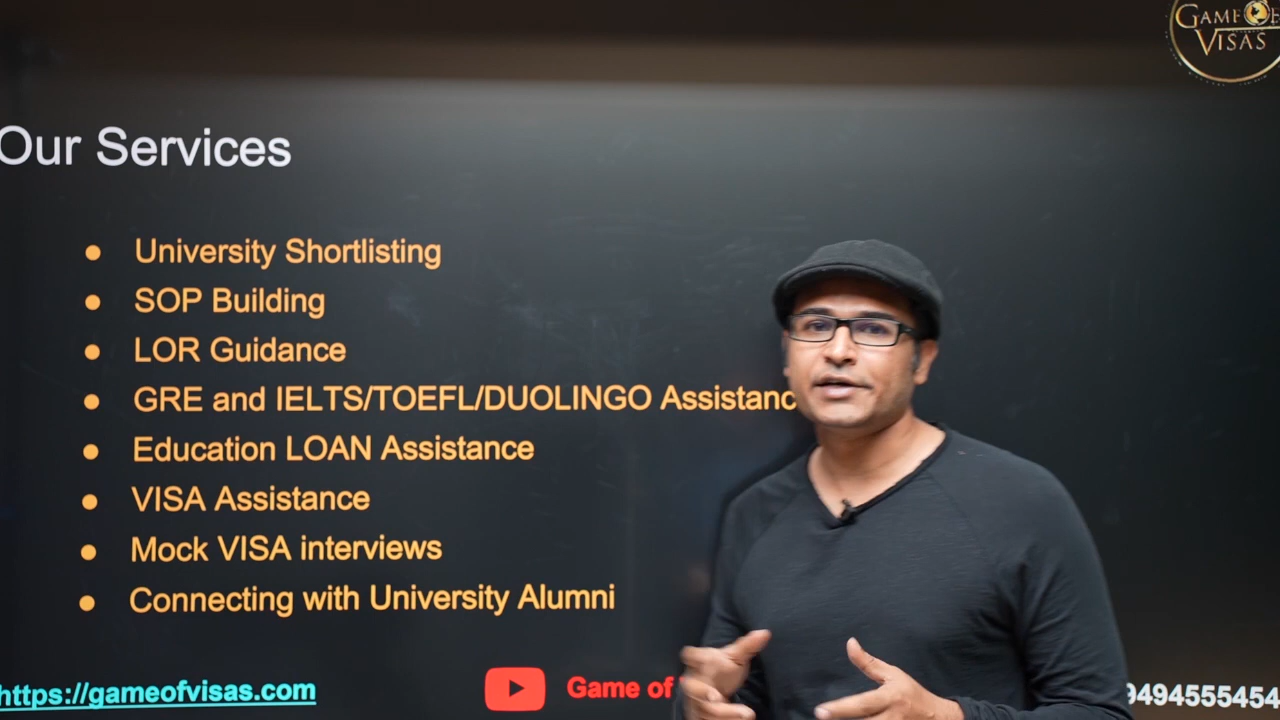 GAME OF
VISAS
Our Services
● University Shortlisting
● SOP Building
● LOR Guidance
● GRE and IELTS/TOEFL/DUOLINGO Assistanc
● Education LOAN Assistance
● VISA Assistance
● Mock VISA interviews
● Connecting with University Alumni
https://gameofvisas.com
Game of
9494555454